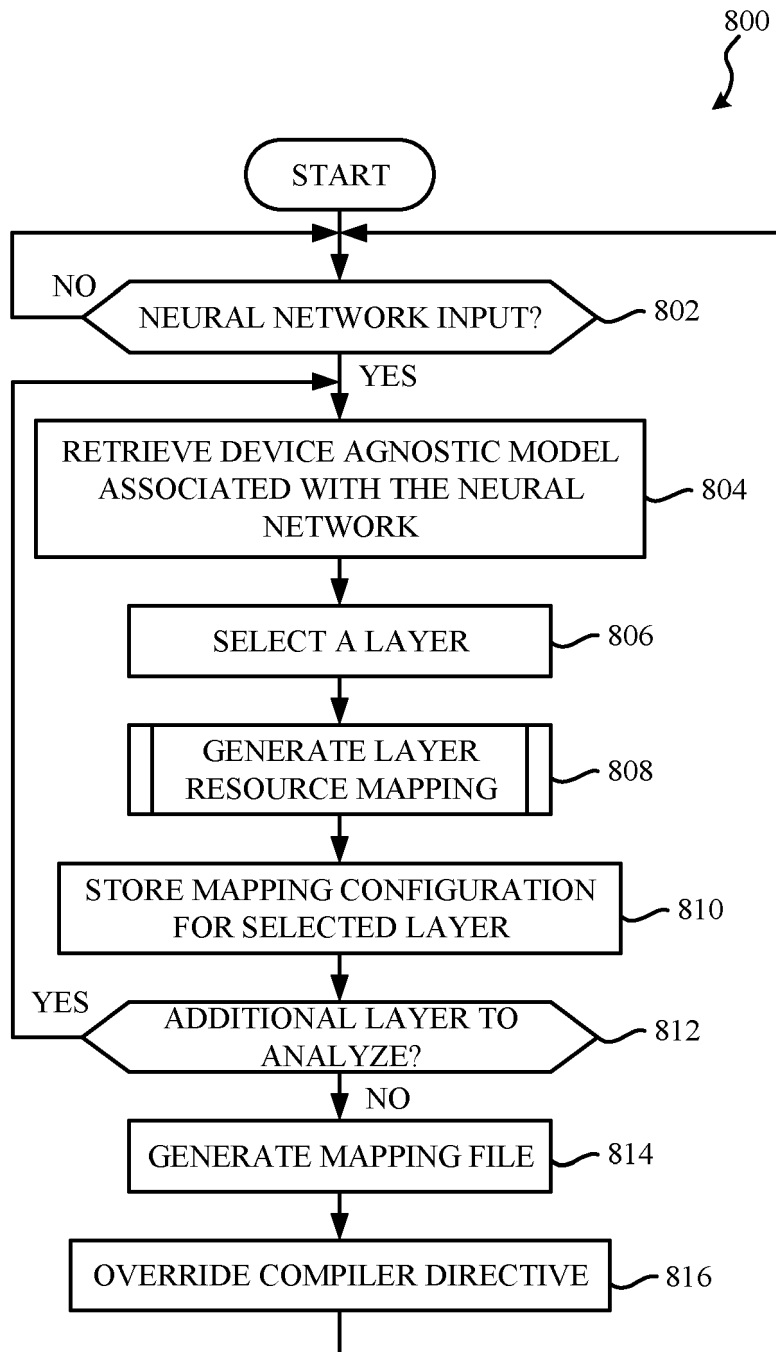 800
START
NO
NEURAL NETWORK INPUT?
802
YES
RETRIEVE DEVICE AGNOSTIC MODEL
ASSOCIATED WITH THE NEURAL
NETWORK
804
SELECT A LAYER
806
GENERATE LAYER
RESOURCE MAPPING
808
STORE MAPPING CONFIGURATION
FOR SELECTED LAYER
810
YES
ADDITIONAL LAYER TO
ANALYZE?
812
NO
GENERATE MAPPING FILE
814
OVERRIDE COMPILER DIRECTIVE
816